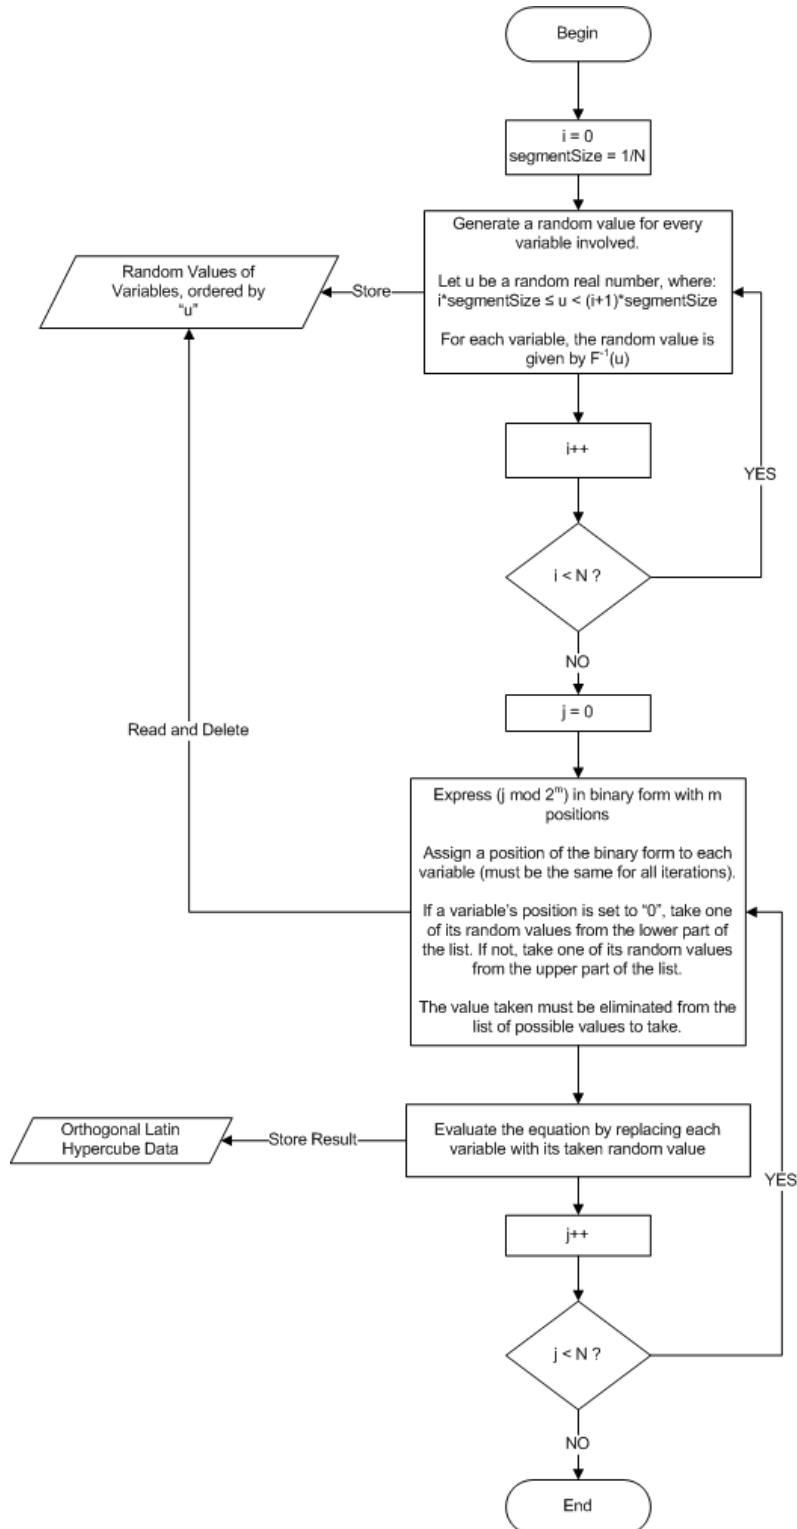 Begin
i = 0
segmentSize = 1/N
Generate a random value for every
variable involved.
Let u be a random real number, where:
i*segmentSize ≤ u < (i+1)*segmentSize
For each variable, the random value is
given by F⁻¹(u)
Store
Random Values of
Variables, ordered by
“u”
i++
YES
i < N ?
NO
j = 0
Read and Delete
Express (j mod 2ᵐ) in binary form with m
positions
Assign a position of the binary form to each
variable (must be the same for all iterations).
If a variable’s position is set to “0”, take one
of its random values from the lower part of
the list. If not, take one of its random values
from the upper part of the list.
The value taken must be eliminated from the
list of possible values to take.
Evaluate the equation by replacing each
variable with its taken random value
Store Result
Orthogonal Latin
Hypercube Data
YES
j++
j < N ?
NO
End